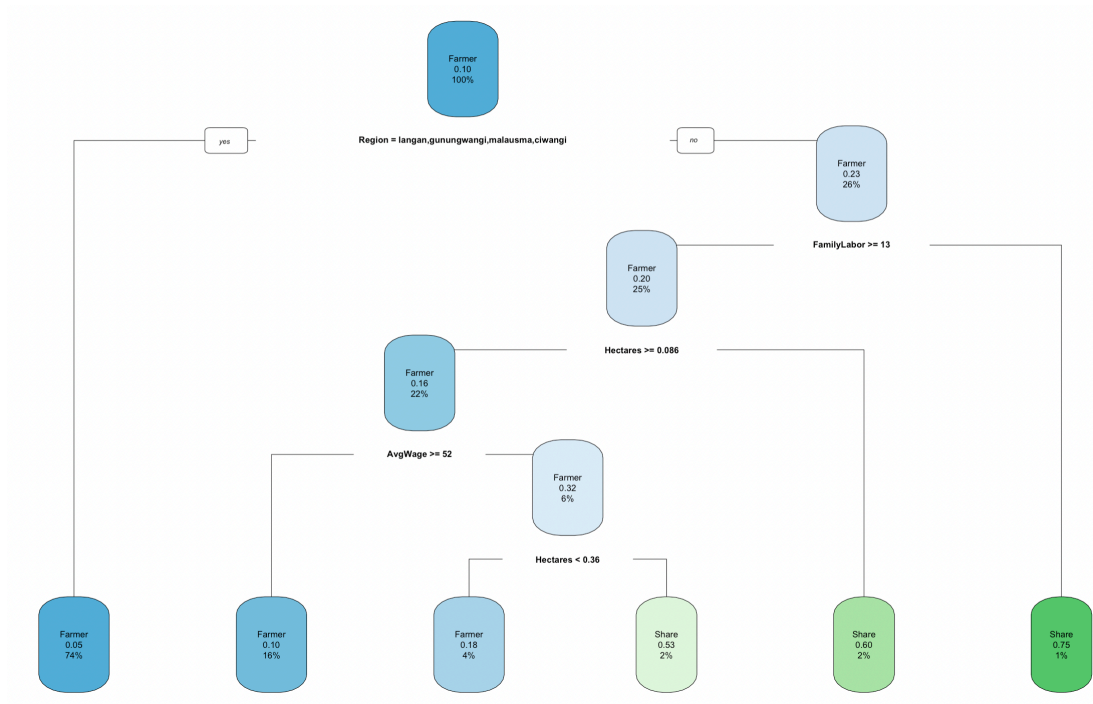 Farmer
0.10
100%
yes
Region = langan,gunungwangi,malausma,ciwangi
no
Farmer
0.23
26%
FamilyLabor >= 13
Farmer
0.20
25%
Hectares >= 0.086
Farmer
0.16
22%
AvgWage >= 52
Farmer
0.32
6%
Hectares < 0.36
Farmer
0.05
74%
Farmer
0.10
16%
Farmer
0.18
4%
Share
0.53
2%
Share
0.60
2%
Share
0.75
1%